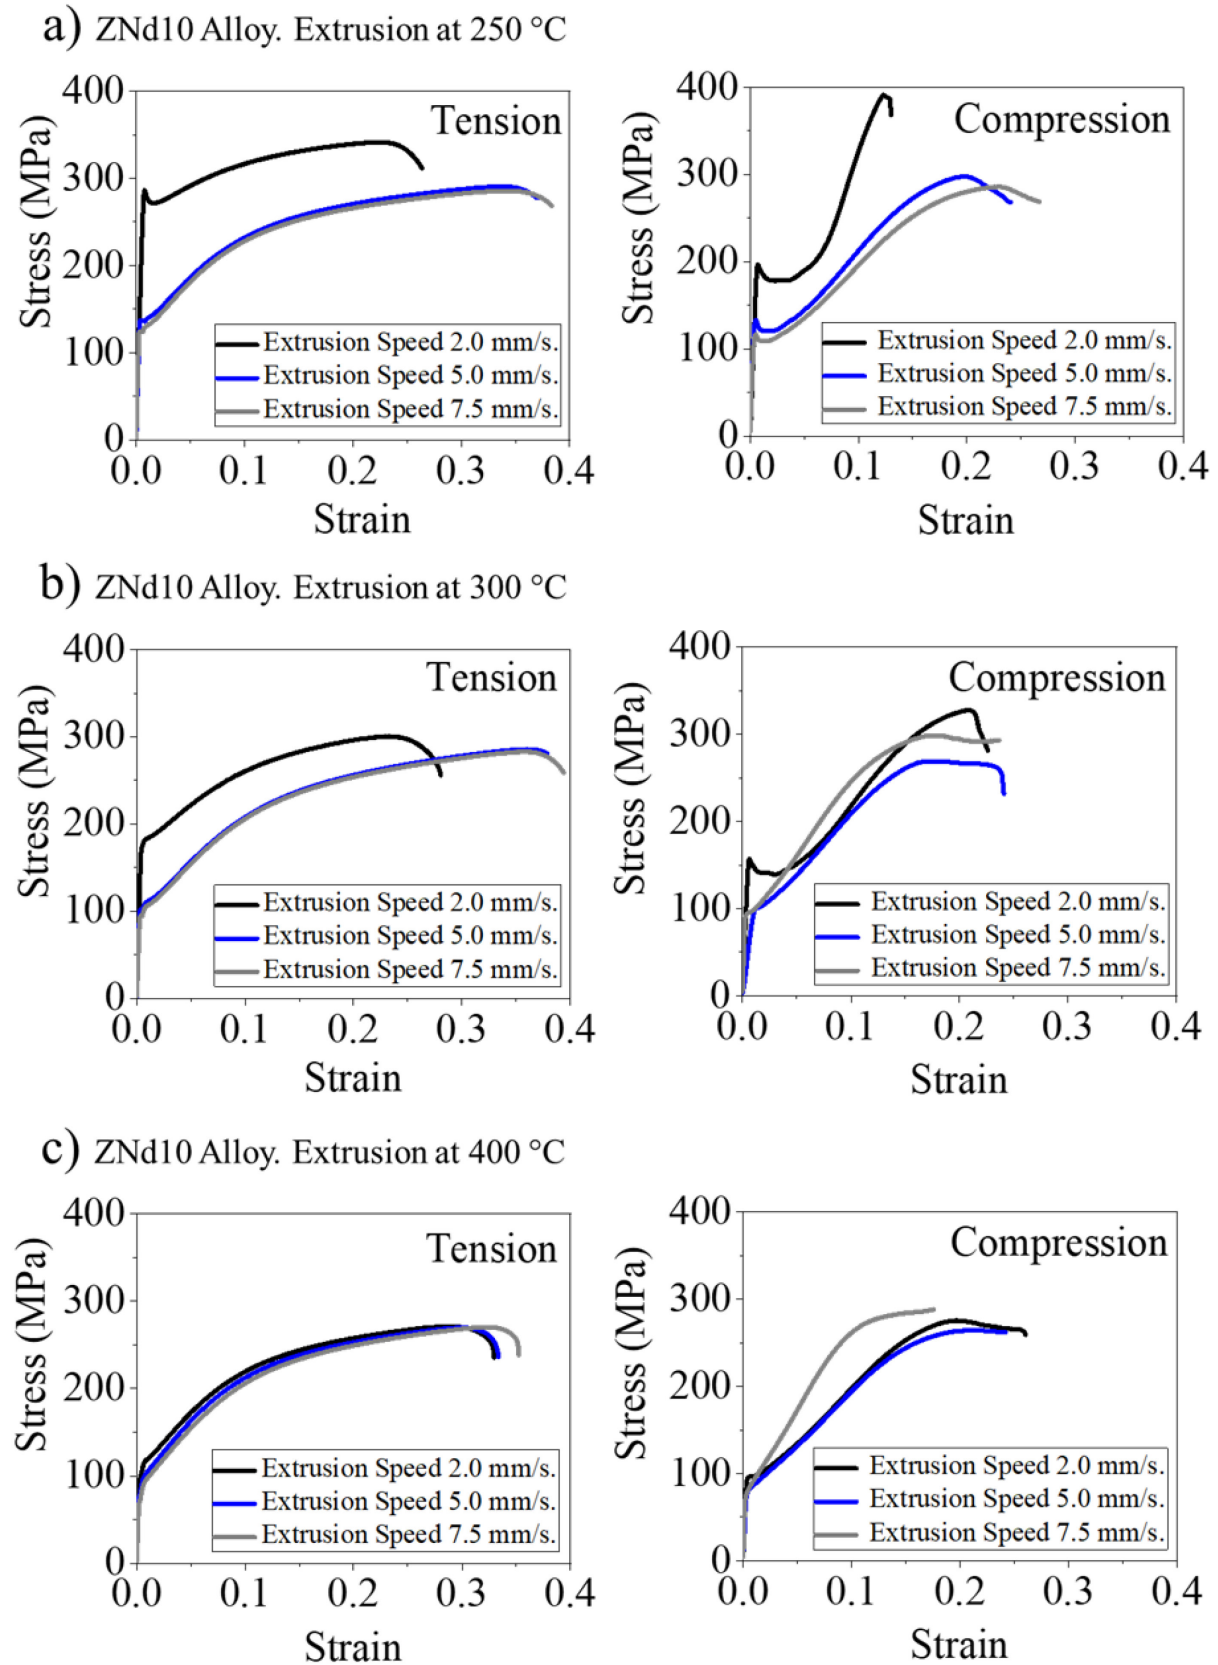 a) ZNd10 Alloy. Extrusion at 250 °C
Tension
Stress (MPa)
400
300
200
100
0
Extrusion Speed 2.0 mm/s.
Extrusion Speed 5.0 mm/s.
Extrusion Speed 7.5 mm/s.
0.0 0.1 0.2 0.3 0.4
Strain
Compression
Stress (MPa)
400
300
200
100
0
Extrusion Speed 2.0 mm/s.
Extrusion Speed 5.0 mm/s.
Extrusion Speed 7.5 mm/s.
0.0 0.1 0.2 0.3 0.4
Strain
b) ZNd10 Alloy. Extrusion at 300 °C
Tension
Stress (MPa)
400
300
200
100
0
Extrusion Speed 2.0 mm/s.
Extrusion Speed 5.0 mm/s.
Extrusion Speed 7.5 mm/s.
0.0 0.1 0.2 0.3 0.4
Strain
Compression
Stress (MPa)
400
300
200
100
0
Extrusion Speed 2.0 mm/s.
Extrusion Speed 5.0 mm/s.
Extrusion Speed 7.5 mm/s.
0.0 0.1 0.2 0.3 0.4
Strain
c) ZNd10 Alloy. Extrusion at 400 °C
Tension
Stress (MPa)
400
300
200
100
0
Extrusion Speed 2.0 mm/s.
Extrusion Speed 5.0 mm/s.
Extrusion Speed 7.5 mm/s.
0.0 0.1 0.2 0.3 0.4
Strain
Compression
Stress (MPa)
400
300
200
100
0
Extrusion Speed 2.0 mm/s.
Extrusion Speed 5.0 mm/s.
Extrusion Speed 7.5 mm/s.
0.0 0.1 0.2 0.3 0.4
Strain